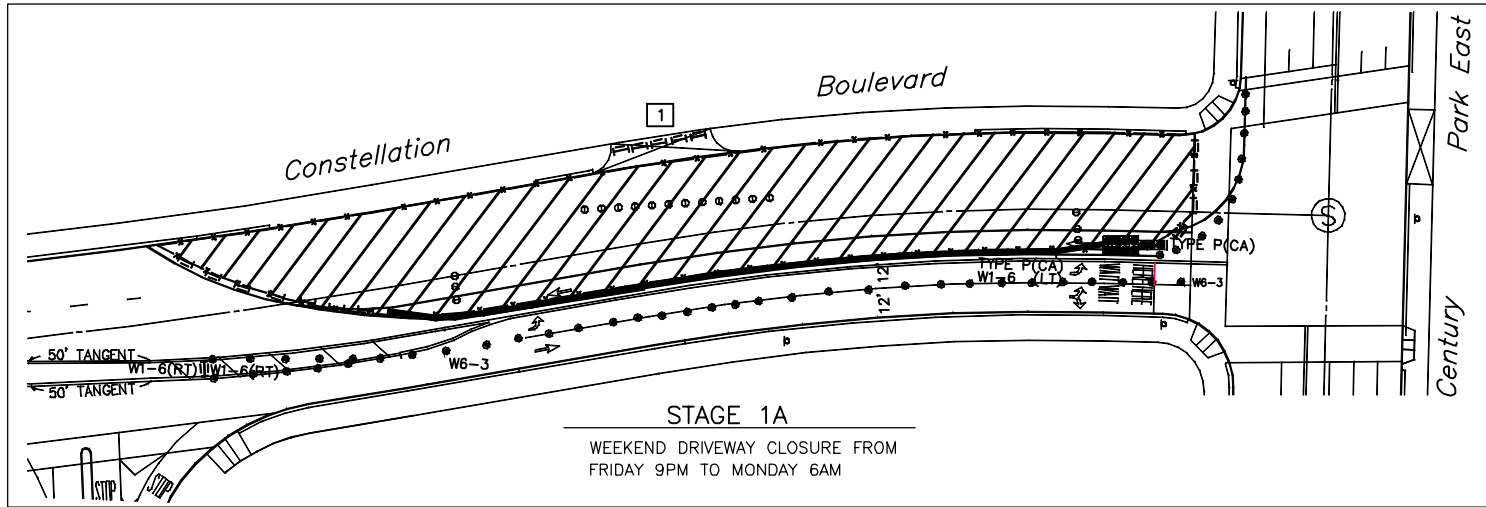 Constellation
Boulevard
1
Park East
Century
S
TYPE P(CA)
TYPE P(CA)
W1-6 (LT)
W6-3
12'
12'
50' TANGENT
W1-6(RT)
W1-6(RT)
50' TANGENT
W6-3
STOP
STOP
STAGE 1A
WEEKEND DRIVEWAY CLOSURE FROM
FRIDAY 9PM TO MONDAY 6AM